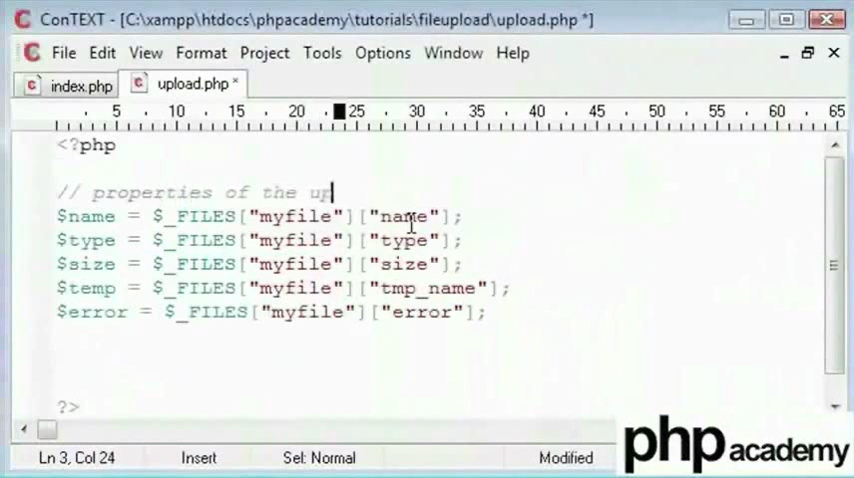 ConTEXT - [C:\xampp\htdocs\phpacademy\tutorials\fileupload\upload.php *]
File Edit View Format Project Tools Options Window Help
index.php upload.php *
5 10 15 20 25 30 35 40 45 50 55 60 65
<?php
// properties of the up
$name = $_FILES["myfile"]["name"];
$type = $_FILES["myfile"]["type"];
$size = $_FILES["myfile"]["size"];
$temp = $_FILES["myfile"]["tmp_name"];
$error = $_FILES["myfile"]["error"];
?>
Ln 3, Col 24 Insert Sel: Normal Modified
php academy